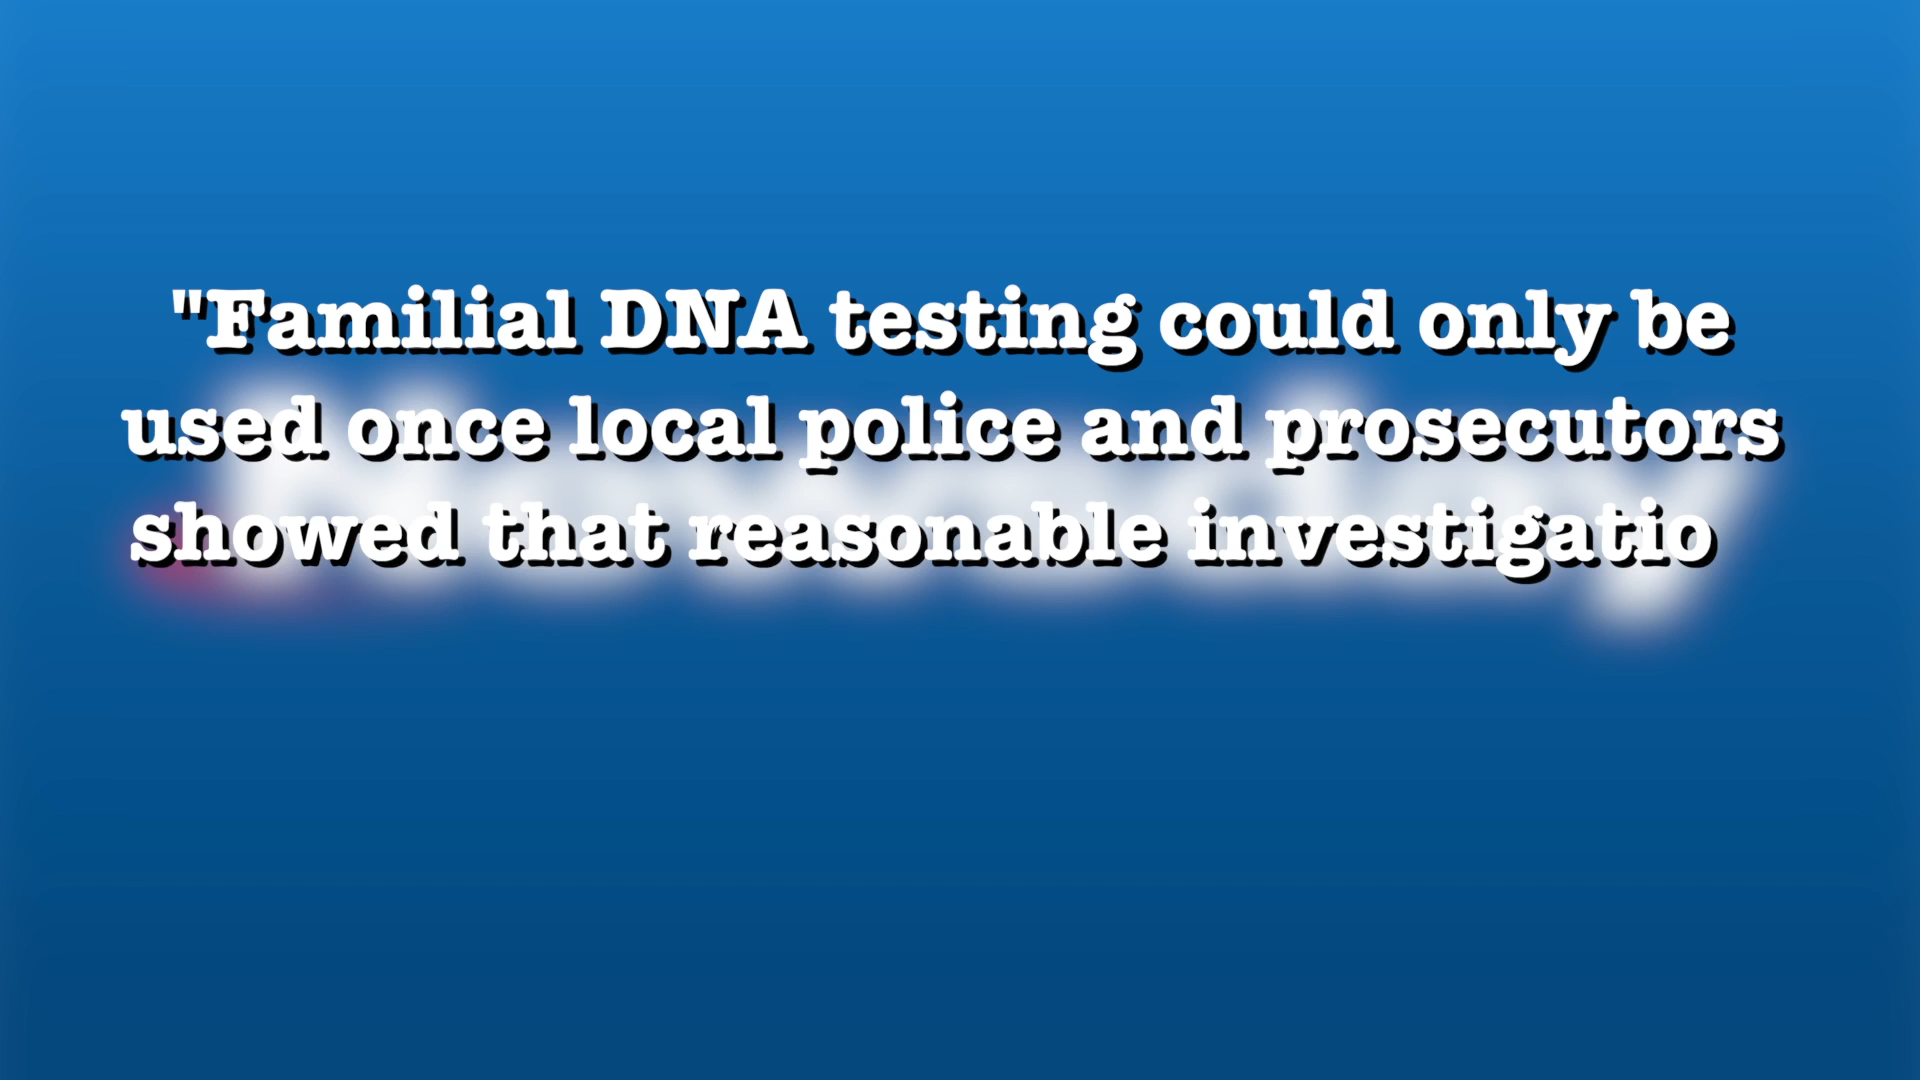 "Familial DNA testing could only be
used once local police and prosecutors
showed that reasonable investigatio